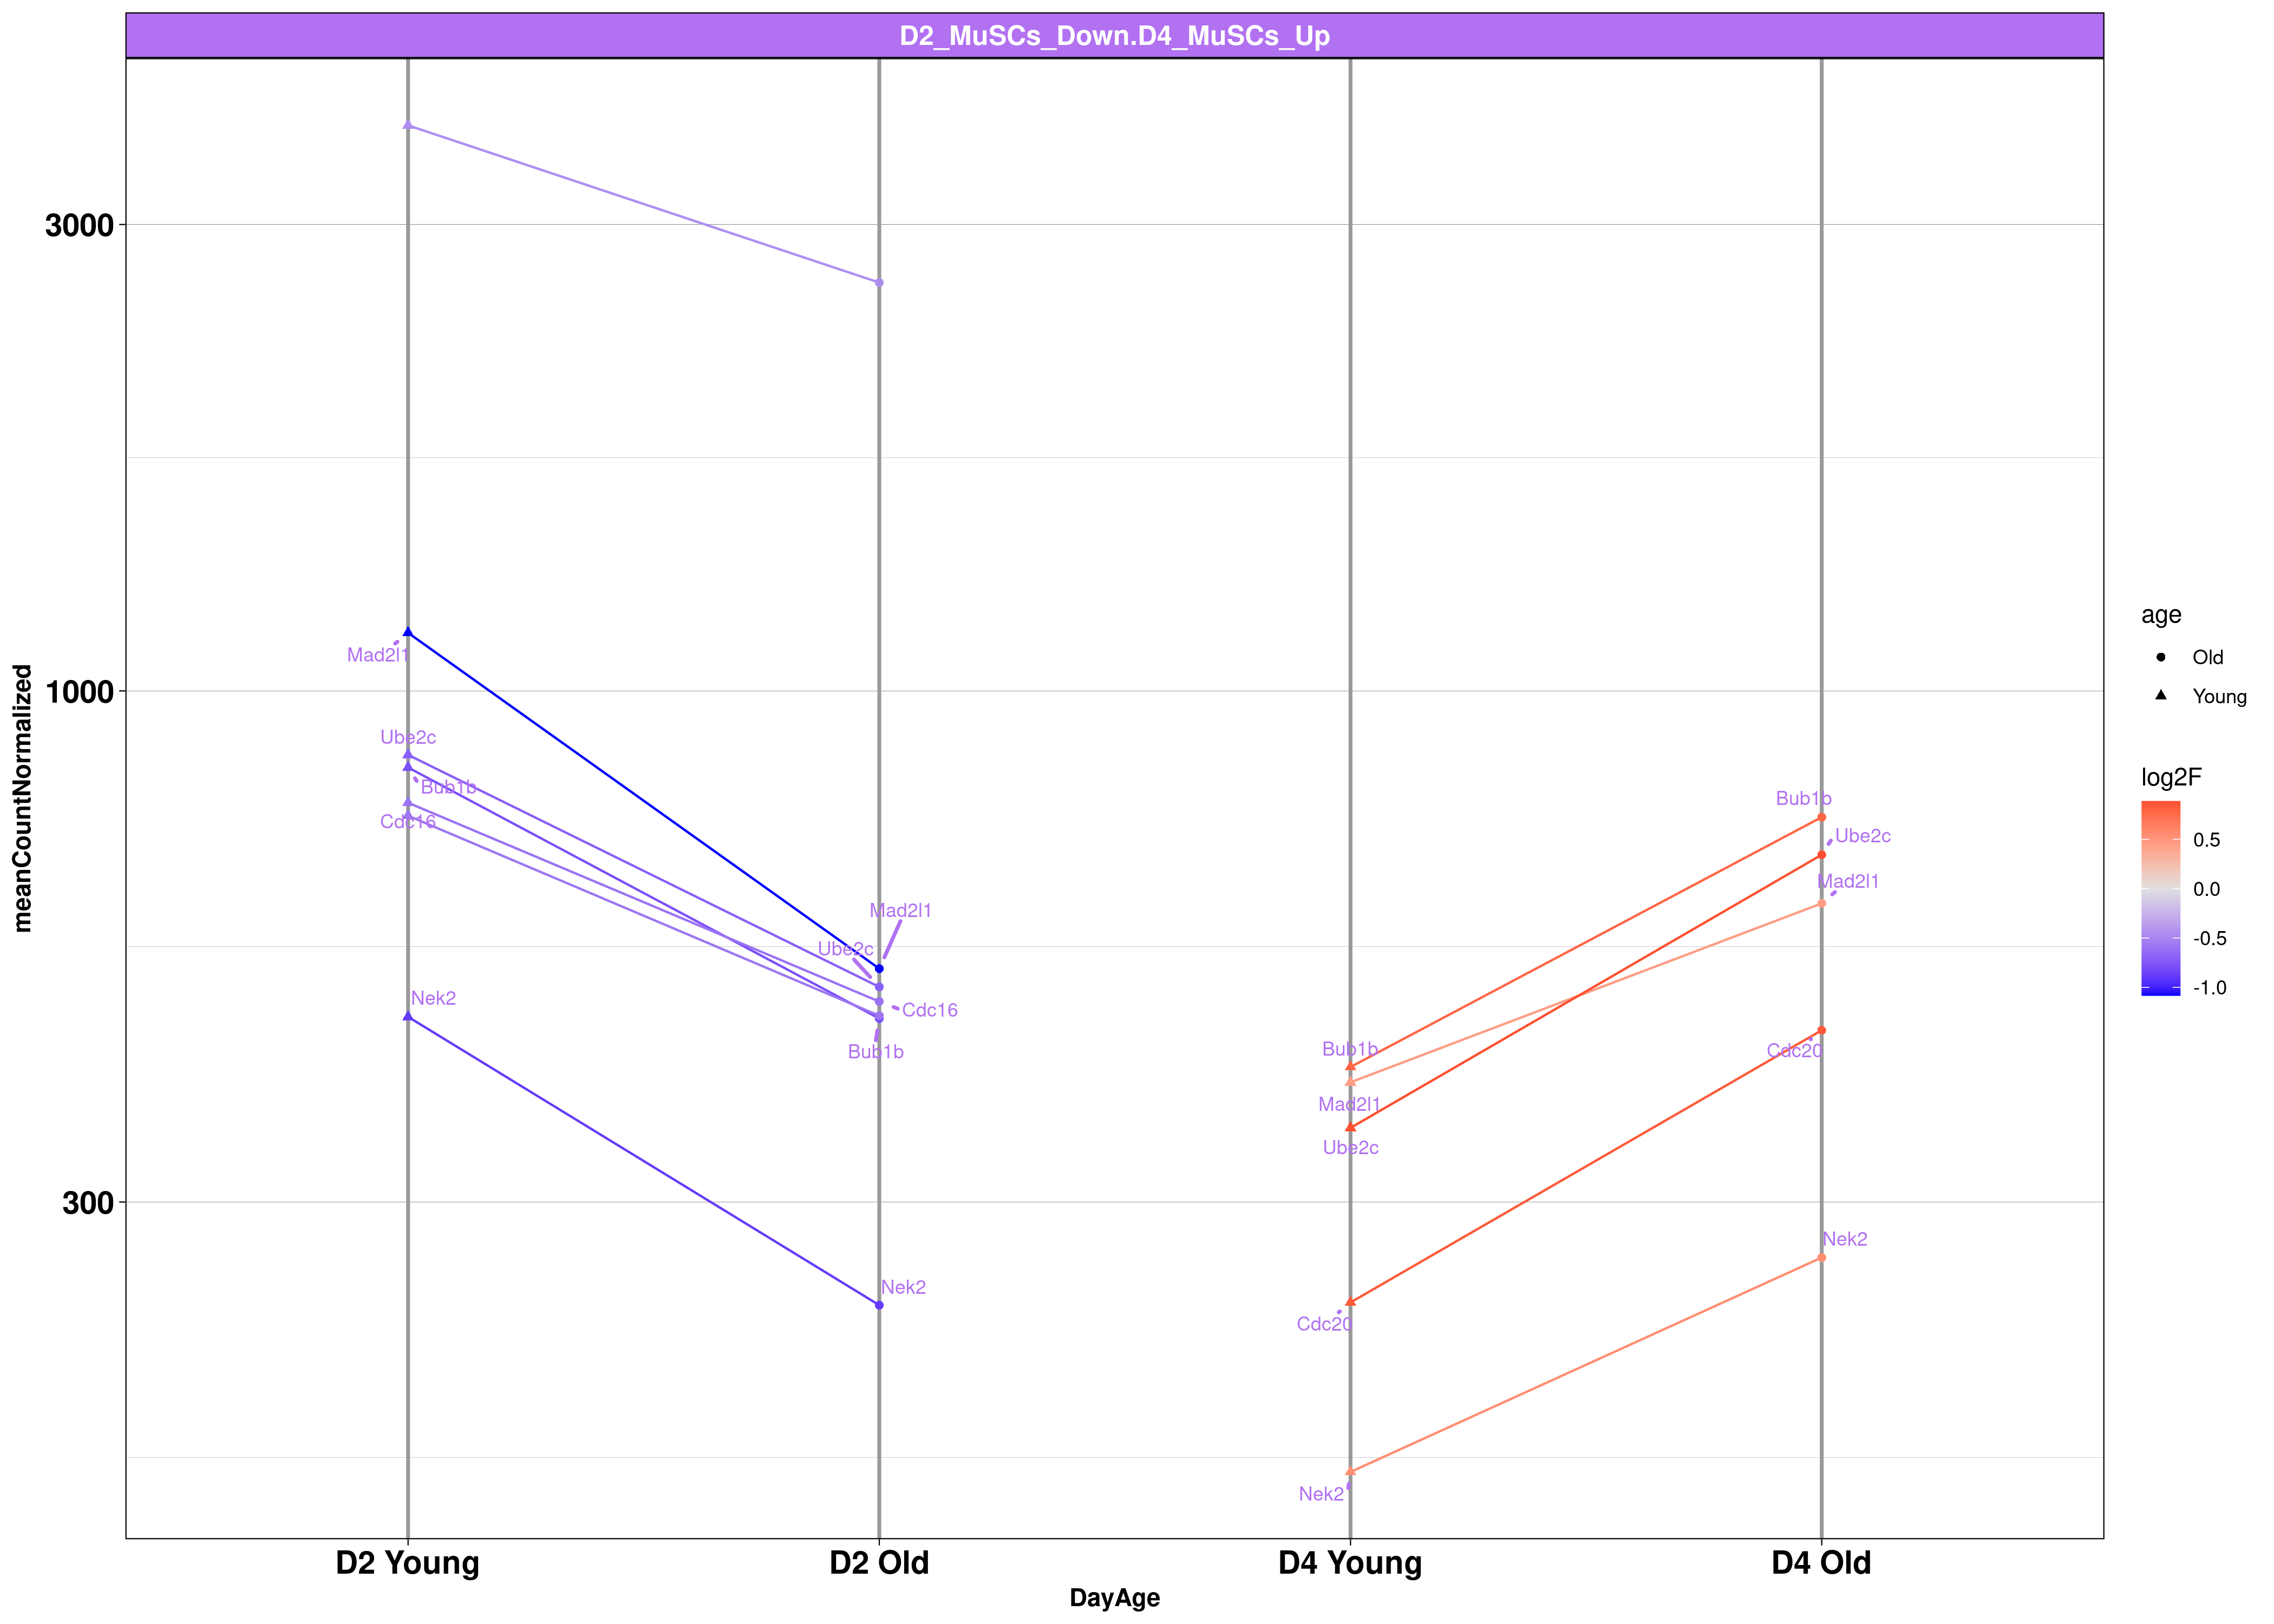 D2_MuSCs_Down.D4_MuSCs_Up
3000
1000
300
meanCountNormalized
Mad2l1
Ube2c
Bub1b
Cdc16
Nek2
Mad2l1
Ube2c
Cdc16
Bub1b
Nek2
Bub1b
Mad2l1
Ube2c
Cdc20
Nek2
Bub1b
Ube2c
Mad2l1
Cdc20
Nek2
D2 Young
D2 Old
D4 Young
D4 Old
DayAge
age
Old
Young
log2F
0.5
0.0
-0.5
-1.0